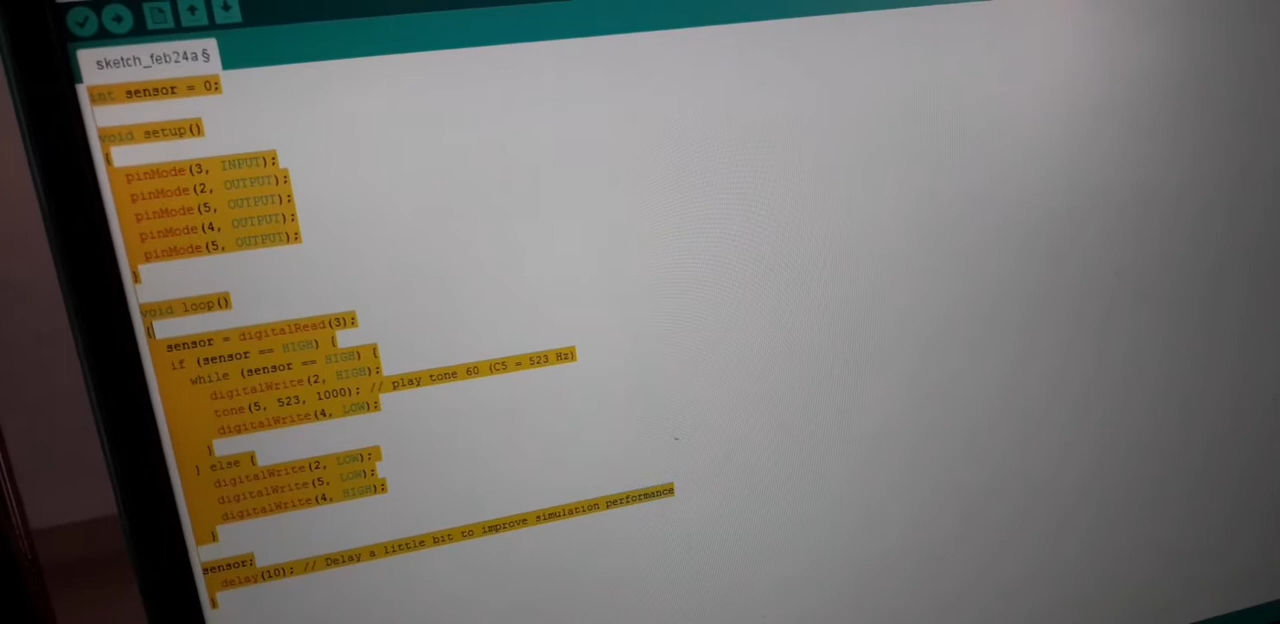 sketch_feb24a§
int sensor = 0;
void setup()
{
pinMode(3, INPUT);
pinMode(2, OUTPUT);
pinMode(5, OUTPUT);
pinMode(4, OUTPUT);
pinMode(5, OUTPUT);
}
void loop()
{
sensor = digitalRead(3);
if (sensor == HIGH) {
while (sensor == HIGH) {
digitalWrite(2, HIGH);
tone(5, 523, 1000); // play tone 60 (C5 = 523 Hz)
digitalWrite(4, LOW);
}
} else {
digitalWrite(2, LOW);
digitalWrite(5, LOW);
digitalWrite(4, HIGH);
}
sensor;
delay(10); // Delay a little bit to improve simulation performance
}